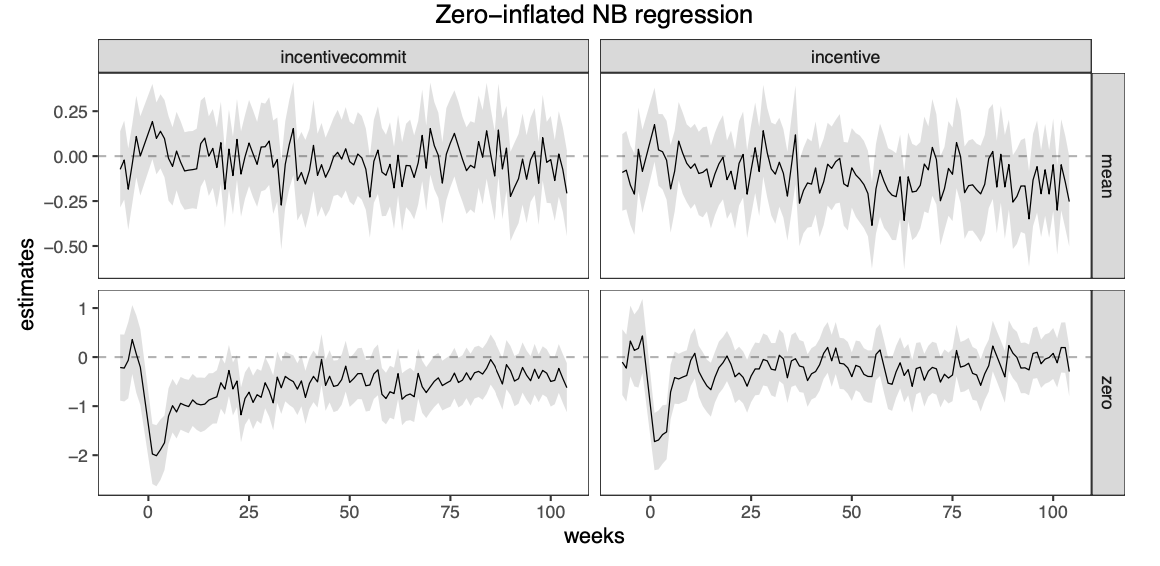 Zero−inflated NB regression
incentivecommit
incentive
0.25
0.00
−0.25
−0.50
mean
1
0
−1
−2
zero
estimates
0
25
50
75
100
0
25
50
75
100
weeks